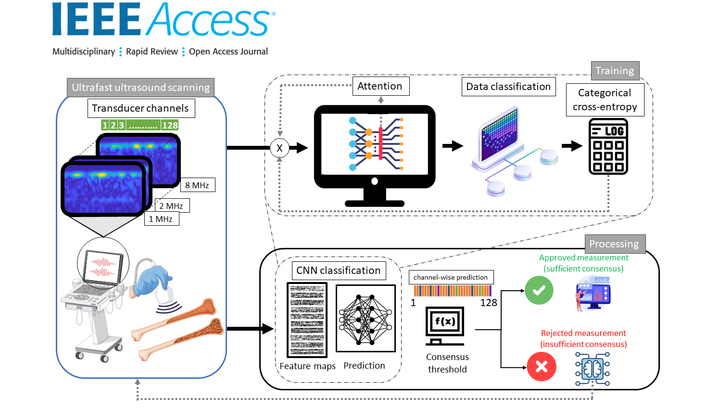 IEEE Access®
Multidisciplinary Rapid Review Open Access Journal
Ultrafast ultrasound scanning
Transducer channels
1 2 3 ........... 128
8 MHz
2 MHz
1 MHz
Training
Attention
Data classification
Categorical
cross-entropy
X
LOG
Processing
CNN classification
Feature maps
Prediction
channel-wise prediction
1 128
f(x)
Consensus
threshold
Approved measurement
(sufficient consensus)
Rejected measurement
(insufficient consensus)